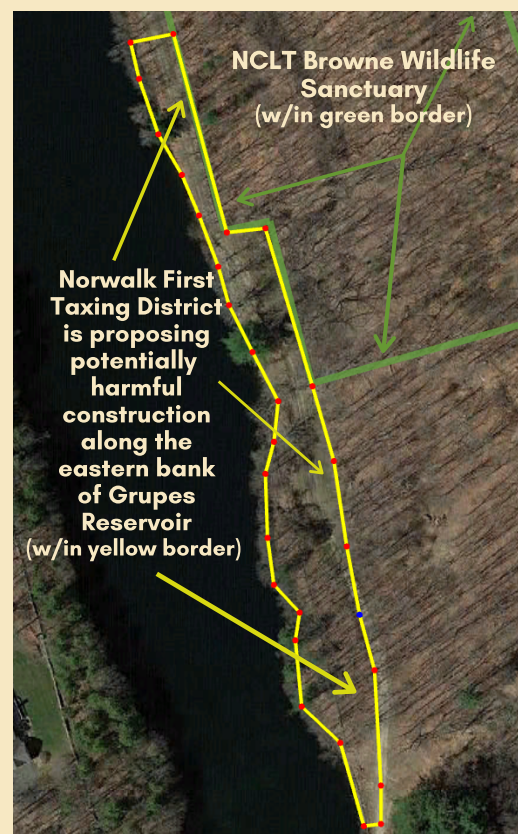 NCLT Browne Wildlife
Sanctuary
(w/in green border)
Norwalk First
Taxing District
is proposing
potentially
harmful
construction
along the
eastern bank
of Grupes
Reservoir
(w/in yellow border)